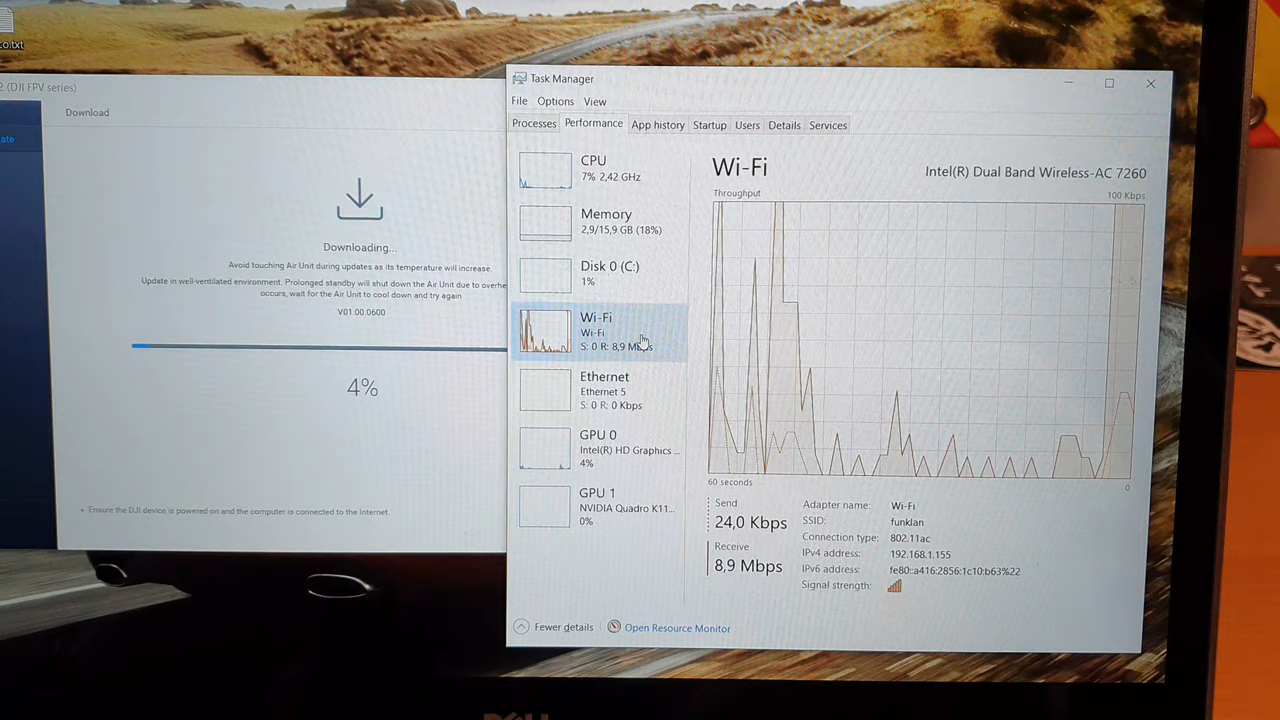 co.txt
2 (DJI FPV series)
ate
Download
Downloading...
Avoid touching Air Unit during updates as its temperature will increase.
Update in well-ventilated environment. Prolonged standby will shut down the Air Unit due to overhe
occurs, wait for the Air Unit to cool down and try again
V01.00.0600
4%
• Ensure the DJI device is powered on and the computer is connected to the Internet.
Task Manager
File Options View
Processes Performance App history Startup Users Details Services
CPU
7% 2,42 GHz
Memory
2,9/15,9 GB (18%)
Disk 0 (C:)
1%
Wi-Fi
Wi-Fi
S: 0 R: 8,9 Mbps
Ethernet
Ethernet 5
S: 0 R: 0 Kbps
GPU 0
Intel(R) HD Graphics ...
4%
GPU 1
NVIDIA Quadro K11...
0%
Wi-Fi
Intel(R) Dual Band Wireless-AC 7260
Throughput
100 Kbps
60 seconds
0
Send
24,0 Kbps
Receive
8,9 Mbps
Adapter name: Wi-Fi
SSID: funklan
Connection type: 802.11ac
IPv4 address: 192.168.1.155
IPv6 address: fe80::a416:2856:1c10:b63%22
Signal strength:
Fewer details
Open Resource Monitor
DELL